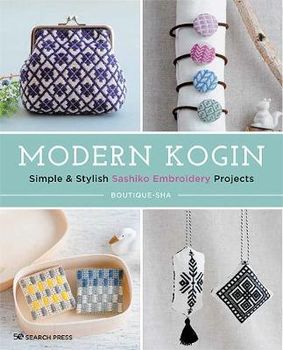 MODERN KOGIN
Simple & Stylish Sashiko Embroidery Projects
BOUTIQUE-SHA
SEARCH PRESS